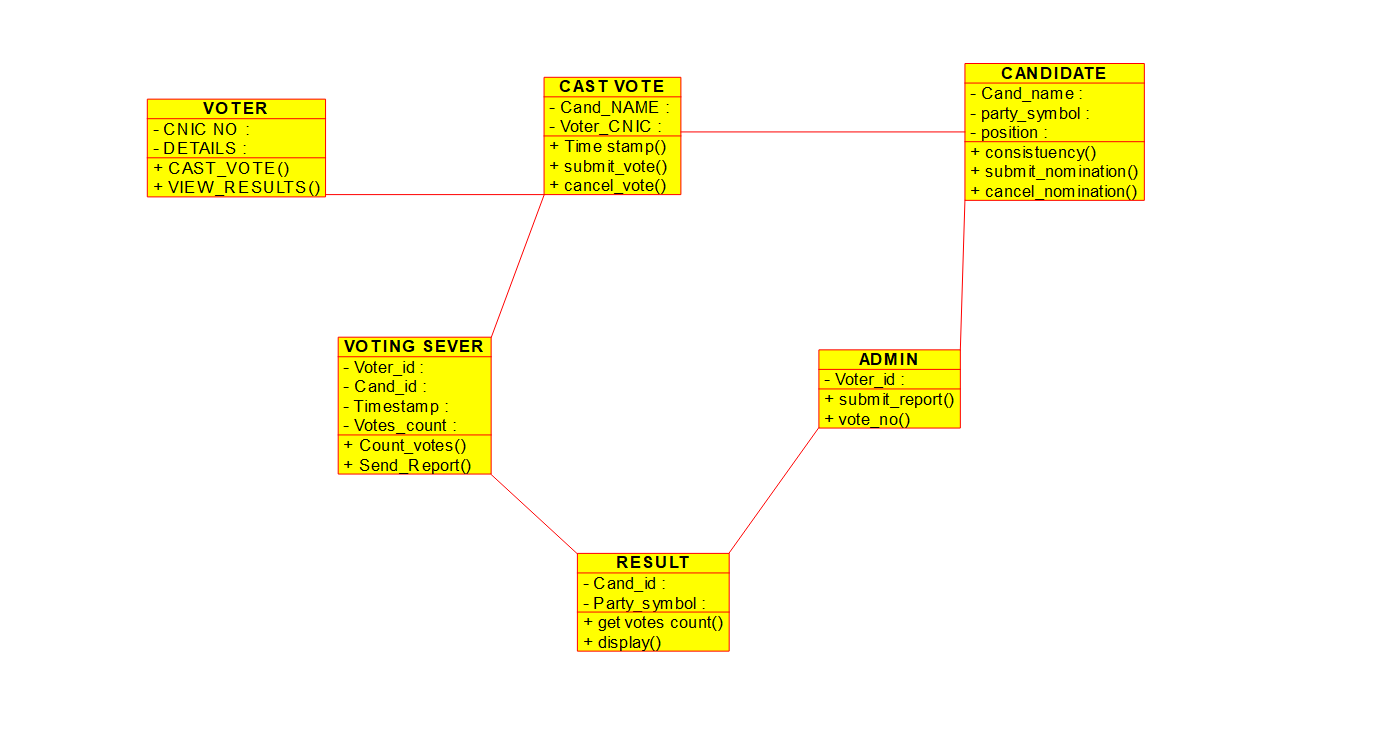 VOTER
- CNIC NO :
- DETAILS :
+ CAST_VOTE()
+ VIEW_RESULTS()
CAST VOTE
- Cand_NAME :
- Voter_CNIC :
+ Time stamp()
+ submit_vote()
+ cancel_vote()
CANDIDATE
- Cand_name :
- party_symbol :
- position :
+ consistuency()
+ submit_nomination()
+ cancel_nomination()
VOTING SEVER
- Voter_id :
- Cand_id :
- Timestamp :
- Votes_count :
+ Count_votes()
+ Send_Report()
ADMIN
- Voter_id :
+ submit_report()
+ vote_no()
RESULT
- Cand_id :
- Party_symbol :
+ get votes count()
+ display()